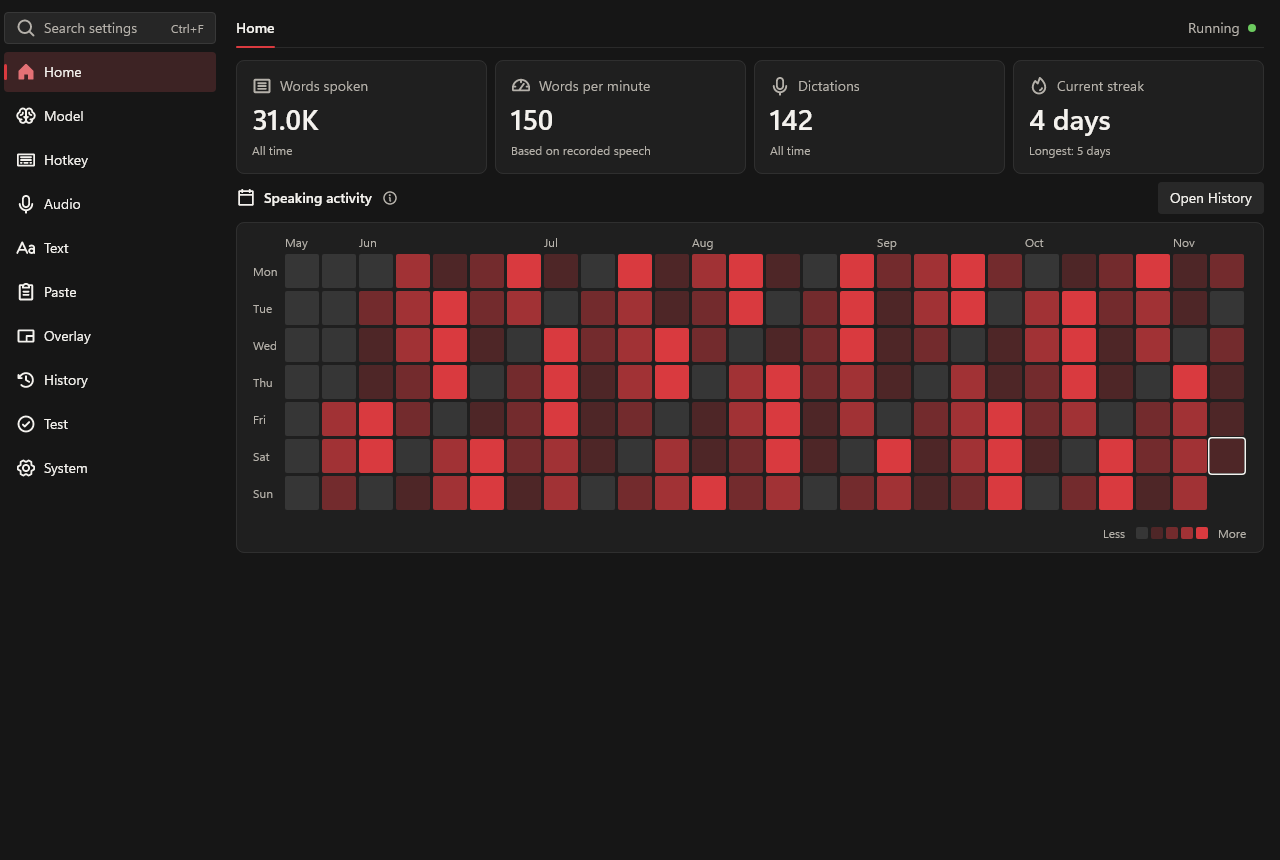 Search settings Ctrl+F
Home
Model
Hotkey
Audio
Text
Paste
Overlay
History
Test
System
Home
Running
Words spoken
31.0K
All time
Words per minute
150
Based on recorded speech
Dictations
142
All time
Current streak
4 days
Longest: 5 days
Speaking activity
Open History
May Jun Jul Aug Sep Oct Nov
Mon
Tue
Wed
Thu
Fri
Sat
Sun
Less More